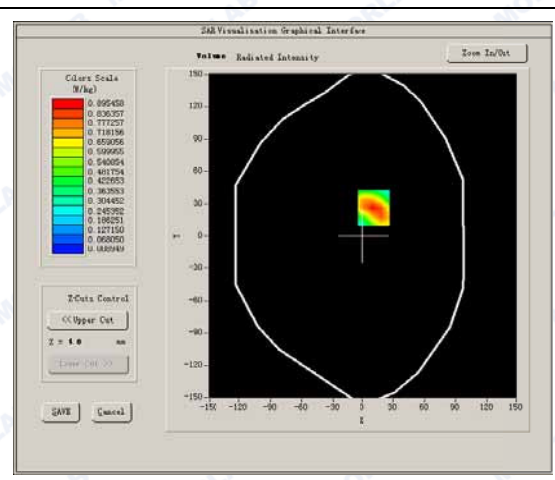 SAR Visualisation Graphical Interface
Volume Radiated Intensity
Zoom In/Out
Colors Scale
(W/kg)
0.895458
0.836357
0.777257
0.718156
0.659056
0.599955
0.540854
0.481754
0.422653
0.363553
0.304452
0.245352
0.186251
0.127150
0.068050
0.008949
Z-Cuts Control
<< Upper Cut
Z = 4.0 mm
Lower Cut >>
SAVE
Cancel
150
120
90
60
30
0
-30
-60
-90
-120
-150
Y
-150 -120 -90 -60 -30 0 30 60 90 120 150
X